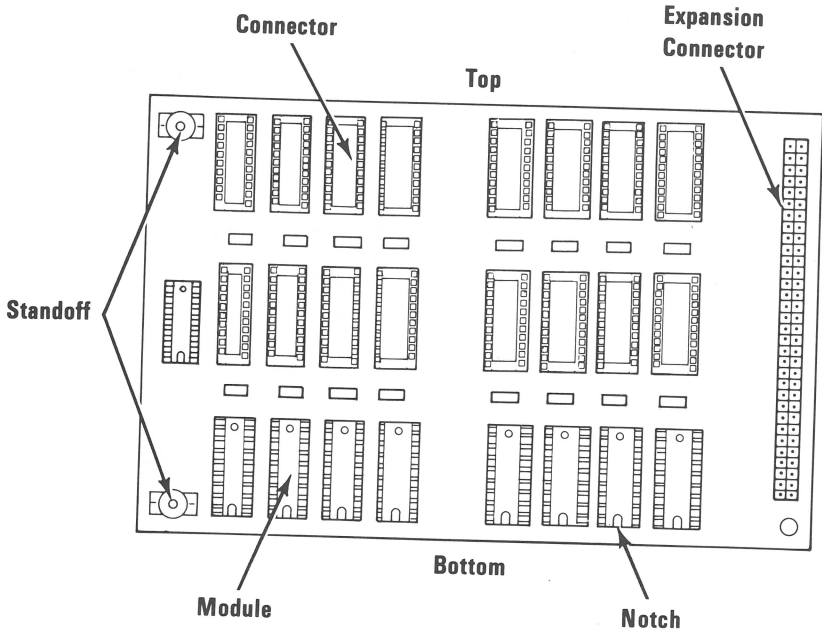 Connector
Expansion
Connector
Top
Standoff
Bottom
Module
Notch